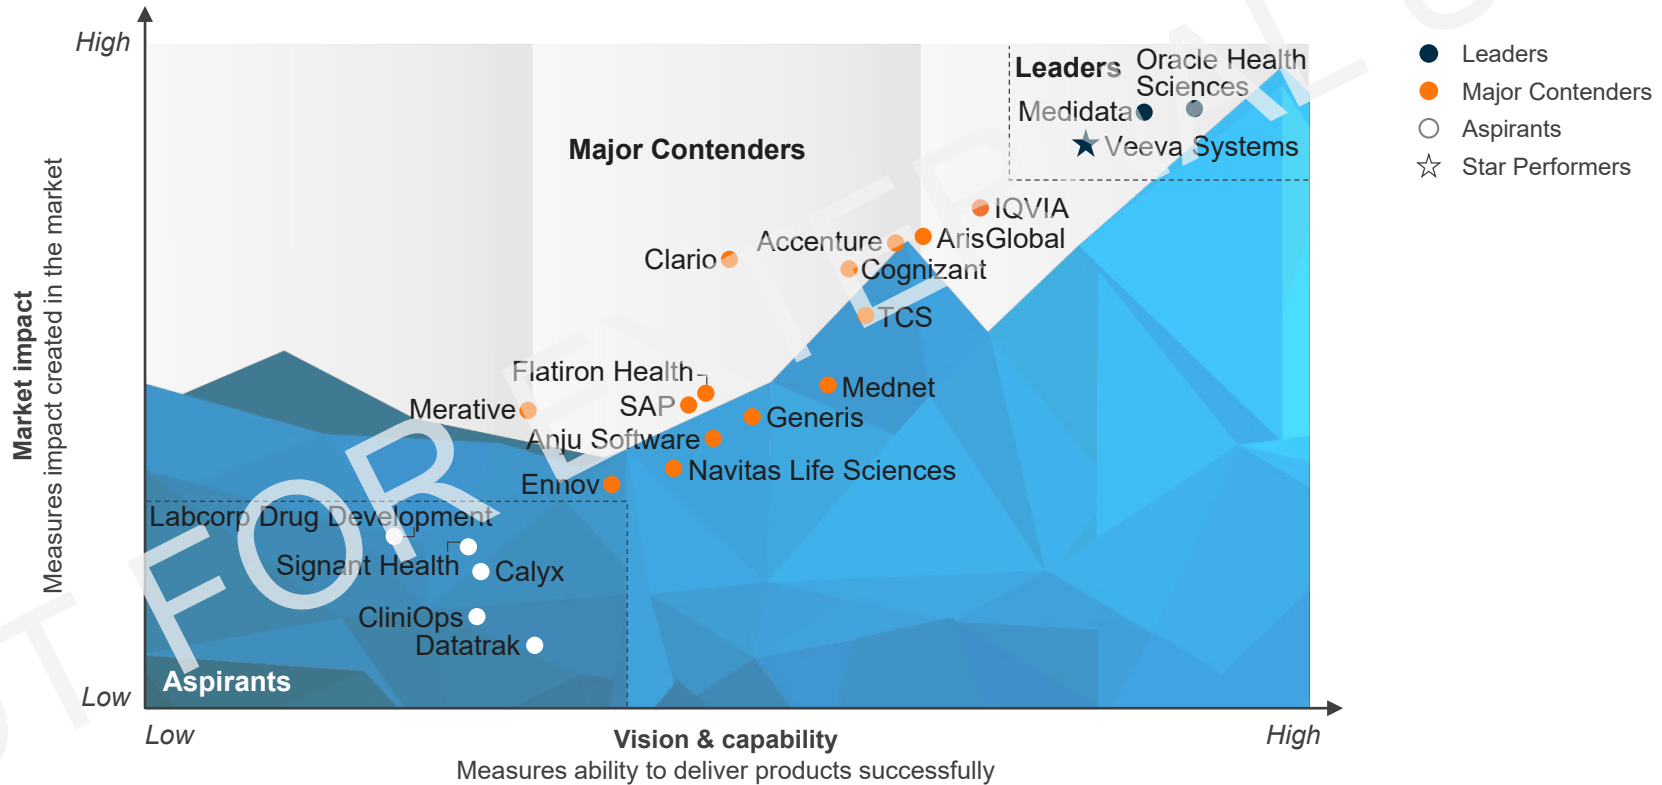 High
Leaders
Oracle Health
Sciences
Medidata
Veeva Systems
Major Contenders
IQVIA
Accenture
ArisGlobal
Clario
Cognizant
TCS
Flatiron Health
Mednet
SAP
Merative
Generis
Anju Software
Navitas Life Sciences
Ennov
Labcorp Drug Development
Signant Health
Calyx
CliniOps
Datatrak
Aspirants
Low
Low
High
Vision & capability
Measures ability to deliver products successfully
Market impact
Measures impact created in the market
Leaders
Major Contenders
Aspirants
Star Performers